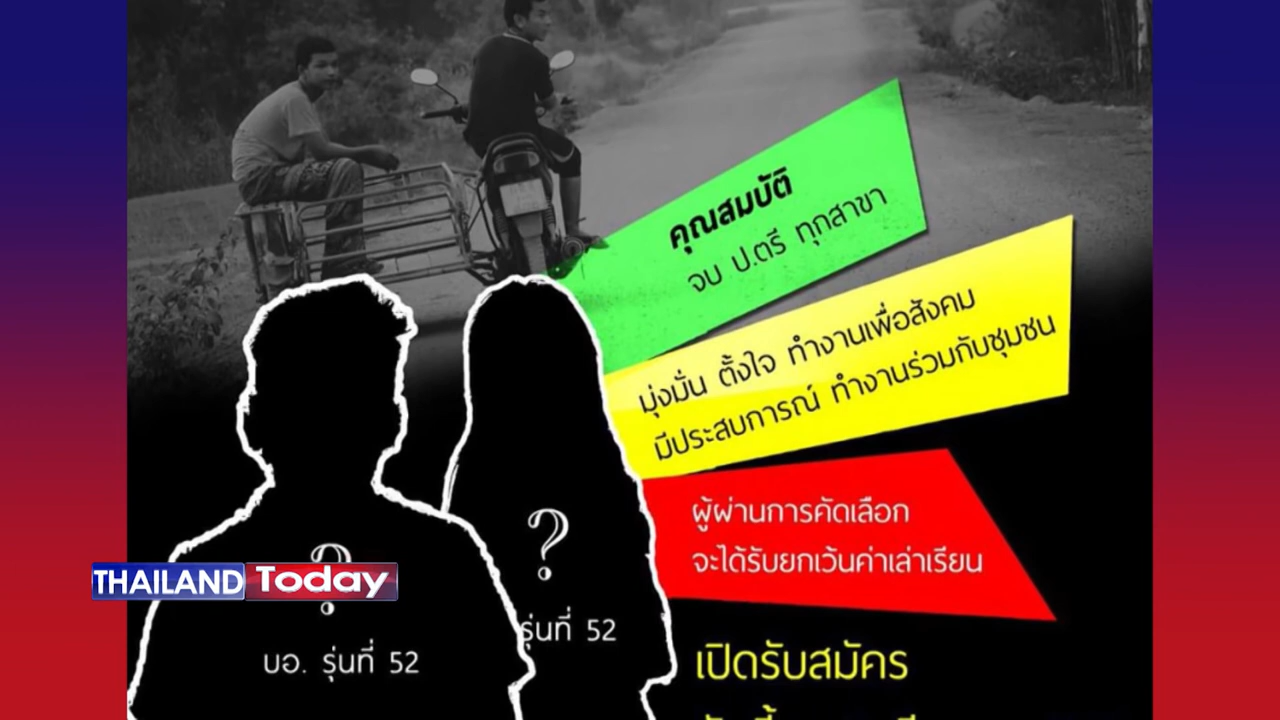 คุณสมบัติ
จบ ป.ตรี ทุกสาขา
มุ่งมั่น ตั้งใจ ทำงานเพื่อสังคม
มีประสบการณ์ ทำงานร่วมกับชุมชน
ผู้ผ่านการคัดเลือก
จะได้รับยกเว้นค่าเล่าเรียน
?
?
THAILAND Today
รุ่นที่ 52
บอ. รุ่นที่ 52
เปิดรับสมัคร